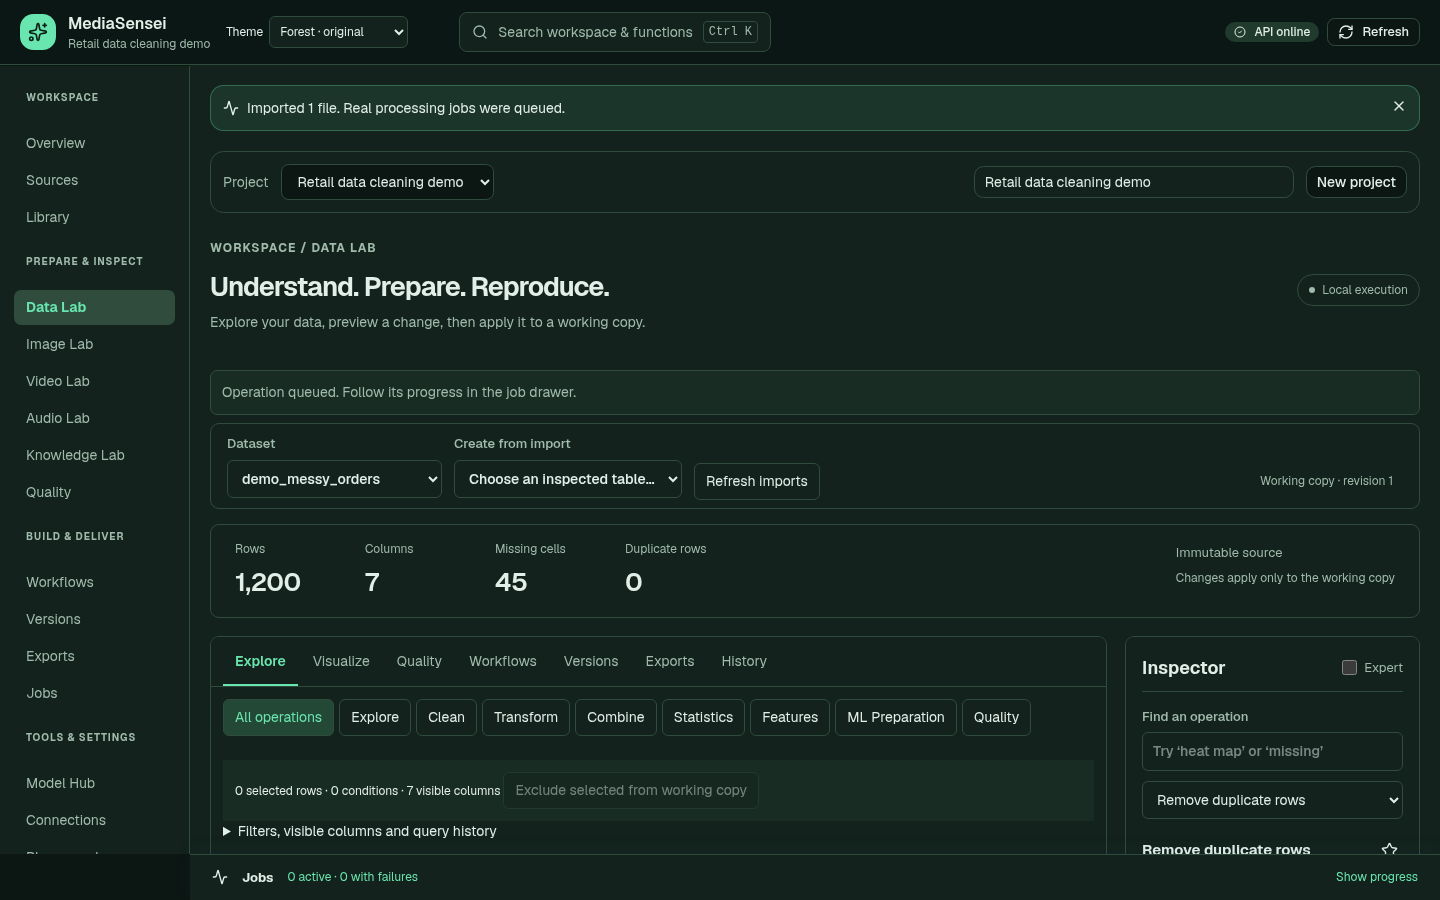 MediaSensei
Retail data cleaning demo
Theme
Forest · original
Search workspace & functions
Ctrl K
API online
Refresh
WORKSPACE
Overview
Sources
Library
PREPARE & INSPECT
Data Lab
Image Lab
Video Lab
Audio Lab
Knowledge Lab
Quality
BUILD & DELIVER
Workflows
Versions
Exports
Jobs
TOOLS & SETTINGS
Model Hub
Connections
Imported 1 file. Real processing jobs were queued.
Project
Retail data cleaning demo
Retail data cleaning demo
New project
WORKSPACE / DATA LAB
Understand. Prepare. Reproduce.
Local execution
Explore your data, preview a change, then apply it to a working copy.
Operation queued. Follow its progress in the job drawer.
Dataset
Create from import
demo_messy_orders
Choose an inspected table...
Refresh imports
Working copy · revision 1
Rows
Columns
Missing cells
Duplicate rows
1,200
7
45
0
Immutable source
Changes apply only to the working copy
Explore
Visualize
Quality
Workflows
Versions
Exports
History
All operations
Explore
Clean
Transform
Combine
Statistics
Features
ML Preparation
Quality
0 selected rows · 0 conditions · 7 visible columns
Exclude selected from working copy
Filters, visible columns and query history
Inspector
Expert
Find an operation
Try ‘heat map’ or ‘missing’
Remove duplicate rows
Remove duplicate rows
Jobs
0 active · 0 with failures
Show progress